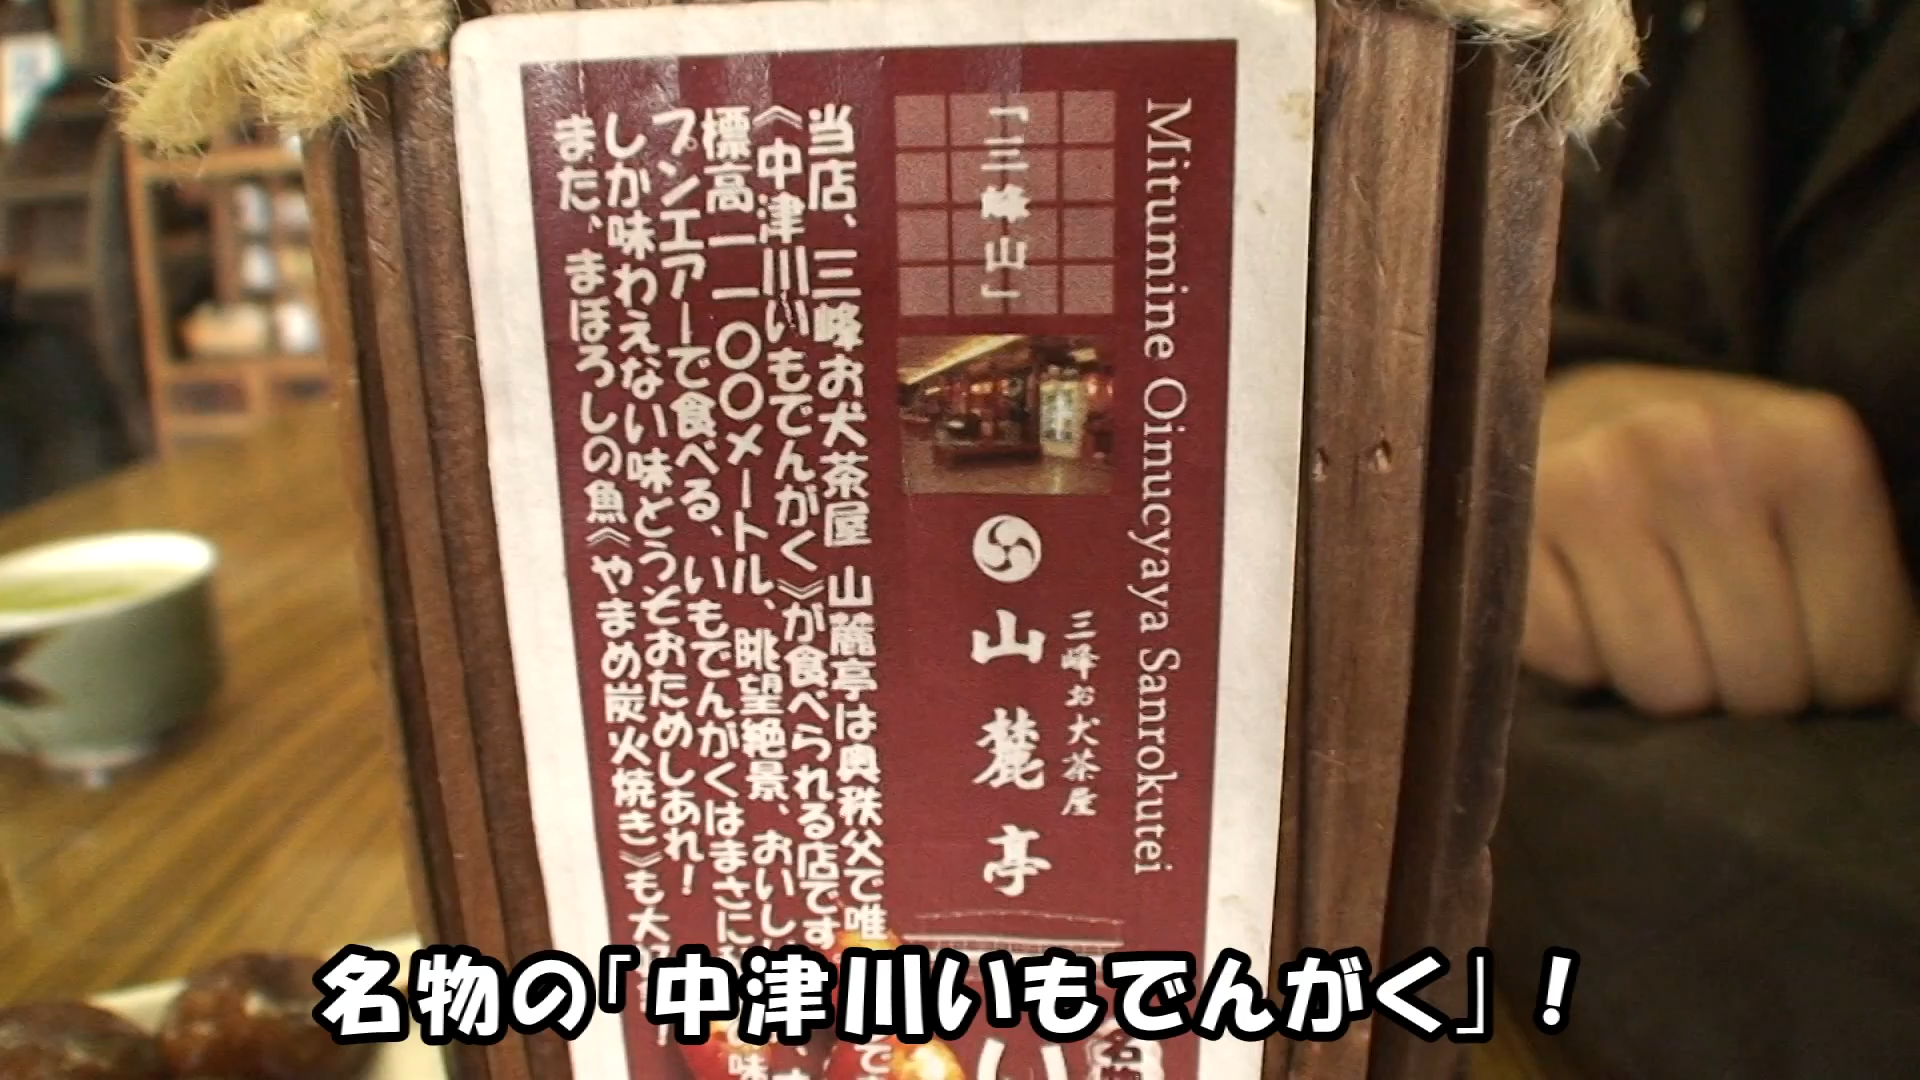 Mitumine Oinucyaya Sanrokutei
「三峰山」
三峰お犬茶屋
山麓亭
当店、三峰お犬茶屋 山麓亭は奥秩父で唯
《中津川いもでんがく》が食べられる店です
標高一一〇〇メートル、眺望絶景、おいし
プンエアーで食べる、いもでんがくはまさに
しか味わえない味とうぞおためしあれ!
また、まぼろしの魚《やまめ炭火焼き》も大
名物
い
名物の「中津川いもでんがく」!